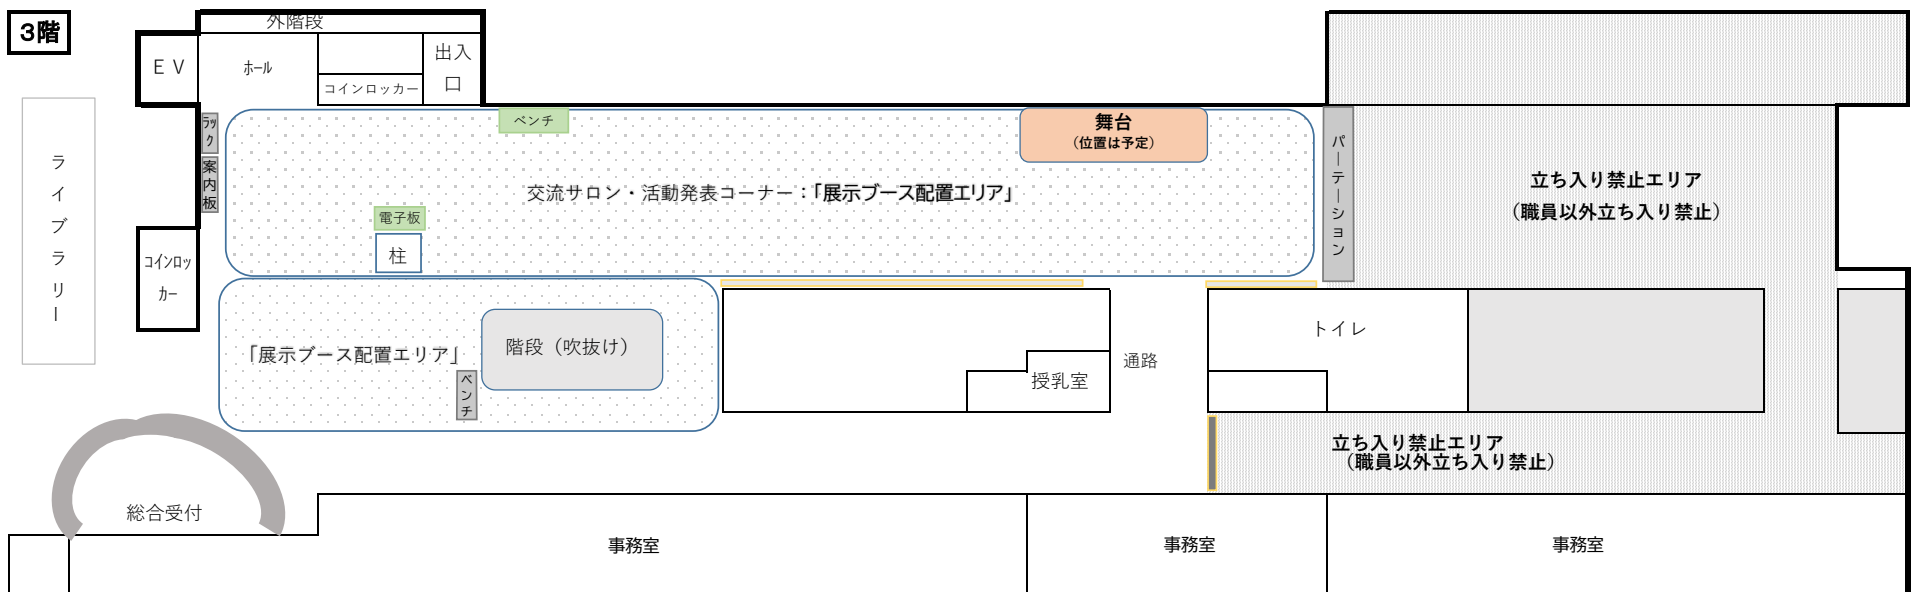 3階
外階段
ＥＶ
ﾎｰﾙ
出入
口
コインロッカー
ﾗｯｸ
案内板
ベンチ
舞台
（位置は予定）
パーテーション
ライブラリー
交流サロン・活動発表コーナー：「展示ブース配置エリア」
立ち入り禁止エリア
（職員以外立ち入り禁止）
電子板
柱
ｺｲﾝﾛｯ
ｶｰ
「展示ブース配置エリア」
階段（吹抜け）
ベンチ
授乳室
通路
トイレ
立ち入り禁止エリア
（職員以外立ち入り禁止）
総合受付
事務室
事務室
事務室